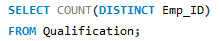 SELECT COUNT(DISTINCT Emp_ID)
FROM Qualification;